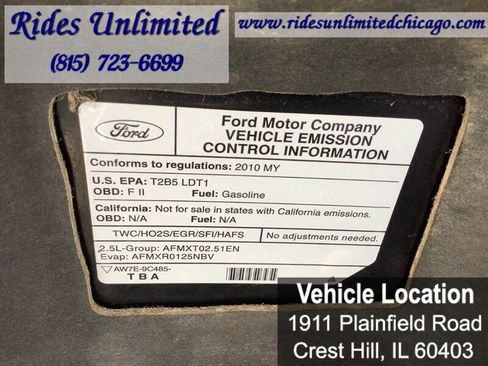 Rides Unlimited
(815) 723-6699
www.ridesunlimitedchicago.com
Ford
Ford Motor Company
VEHICLE EMISSION
CONTROL INFORMATION
Conforms to regulations: 2010 MY
U.S. EPA: T2B5 LDT1
OBD: F II Fuel: Gasoline
California: Not for sale in states with California emissions.
OBD: N/A Fuel: N/A
TWC/HO2S/EGR/SFI/HAFS
2.5L-Group: AFMXT02.51EN
Evap: AFMXR0125NBV
AW7E-9C485-
TBA
Vehicle Location
1911 Plainfield Road
Crest Hill, IL 60403